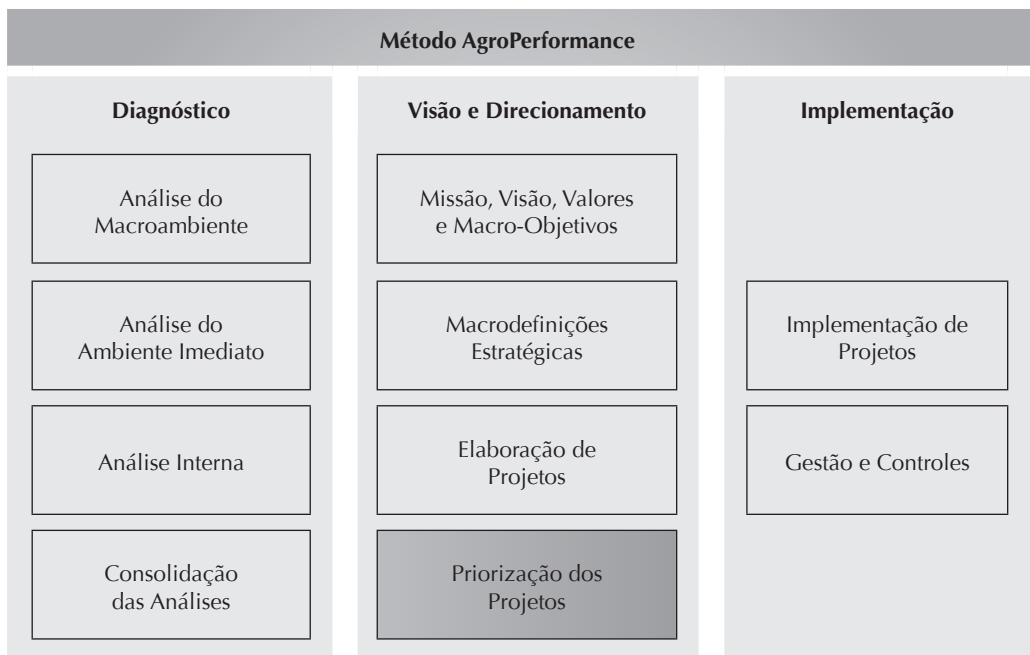 Método AgroPerformance
Diagnóstico
Análise do
Macroambiente
Análise do
Ambiente Imediato
Análise Interna
Consolidação
das Análises
Visão e Direcionamento
Missão, Visão, Valores
e Macro-Objetivos
Macrodefinições
Estratégicas
Elaboração de
Projetos
Priorização dos
Projetos
Implementação
Implementação de
Projetos
Gestão e Controles